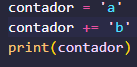 contador = 'a'
contador += 'b'
print(contador)